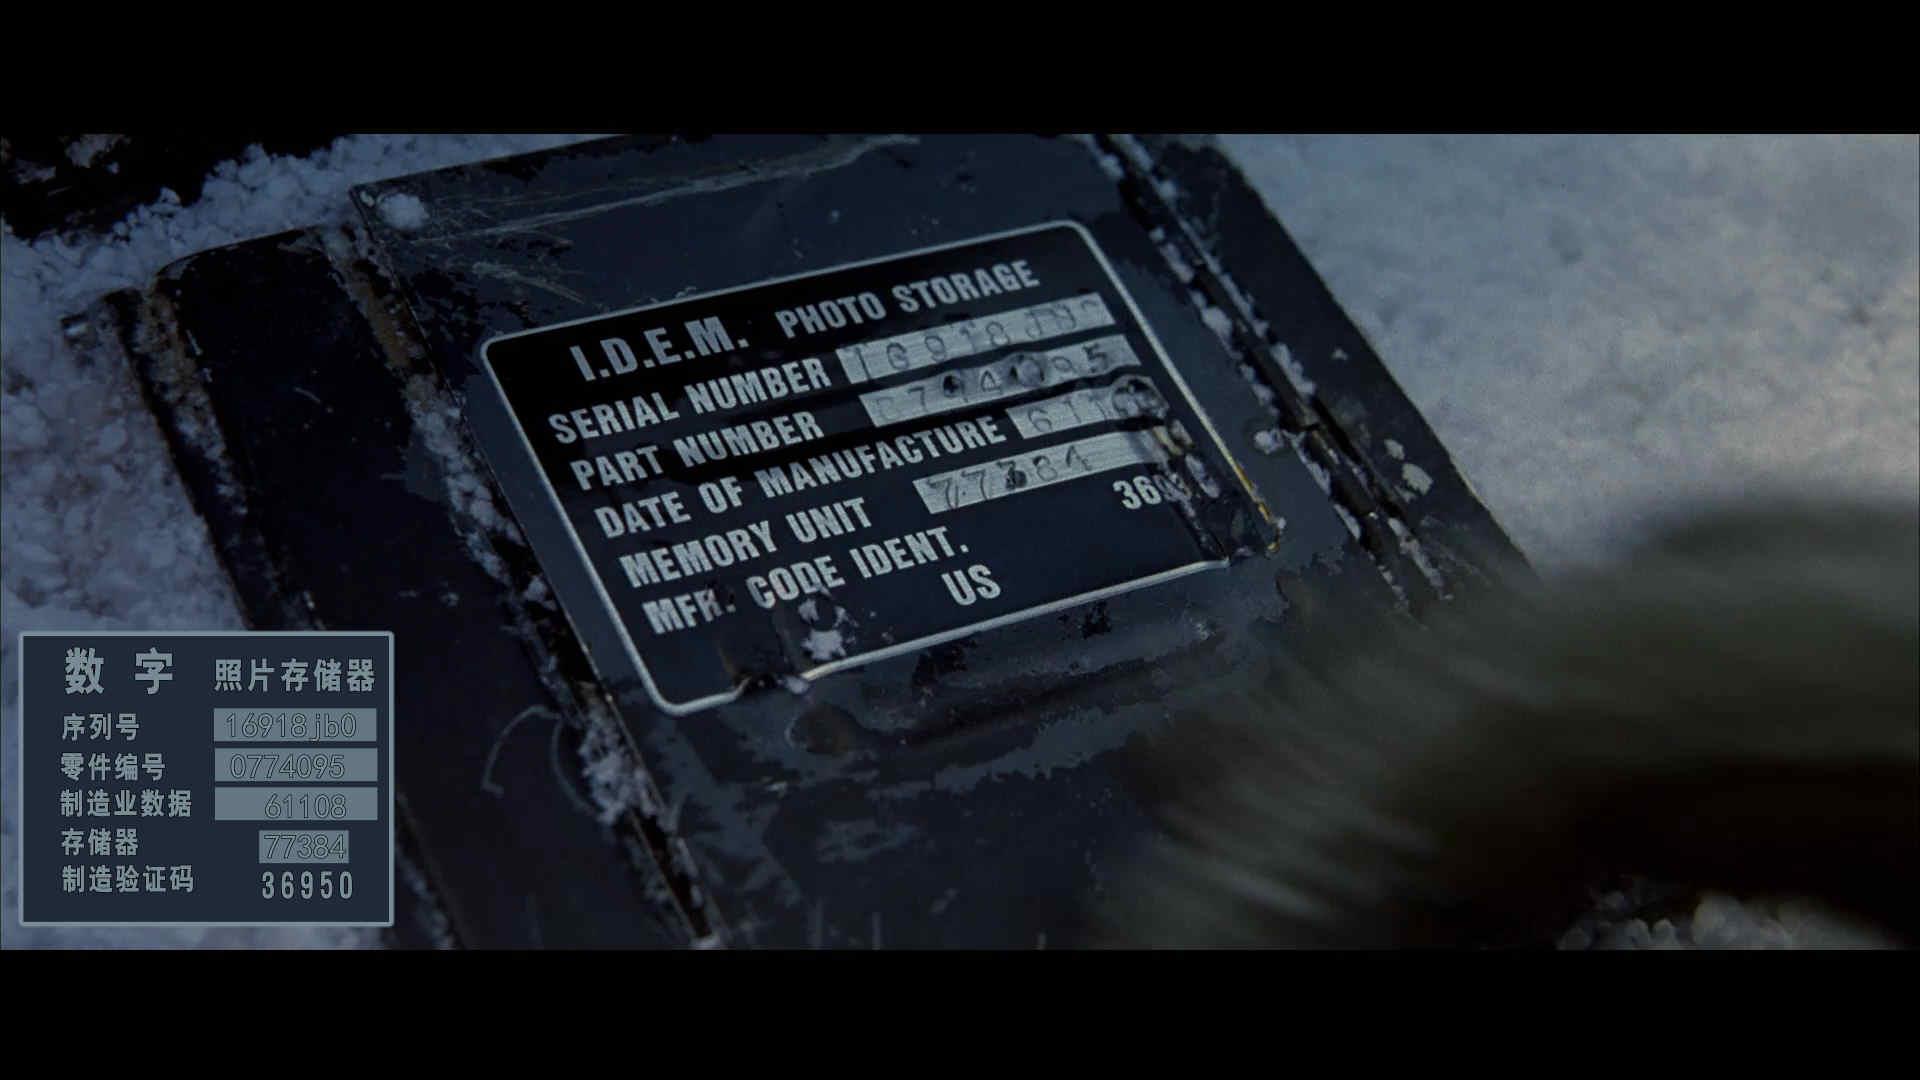 I.D.E.M. PHOTO STORAGE
SERIAL NUMBER
PART NUMBER
DATE OF MANUFACTURE
MEMORY UNIT 77384
MFR. CODE IDENT.
US
数字 照片存储器
序列号 16918jb0
零件编号 0774095
制造业数据 61108
存储器 77384
制造验证码 36950